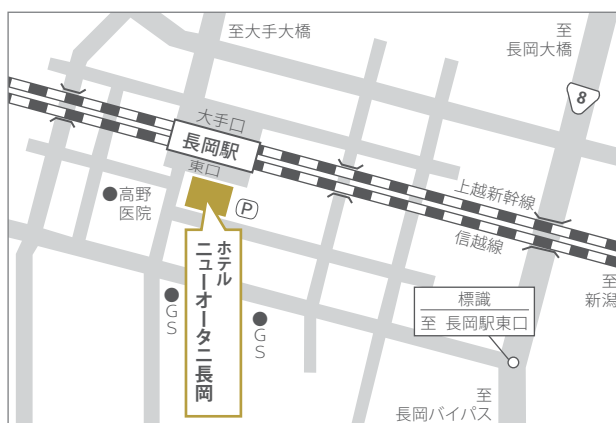 至大手大橋
至
長岡大橋
8
大手口
長岡駅
東口
上越新幹線
信越線
高野
医院
P
ホテル
ニューオータニ長岡
至
新潟
標識
至 長岡駅東口
GS
GS
至
長岡バイパス